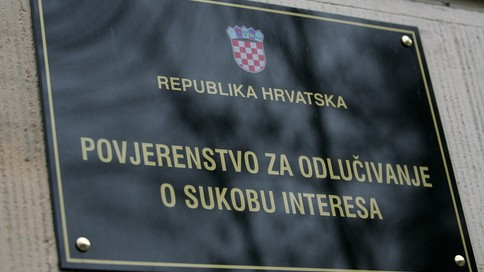 REPUBLIKA HRVATSKA
POVJERENSTVO ZA ODLUČIVANJE
O SUKOBU INTERESA